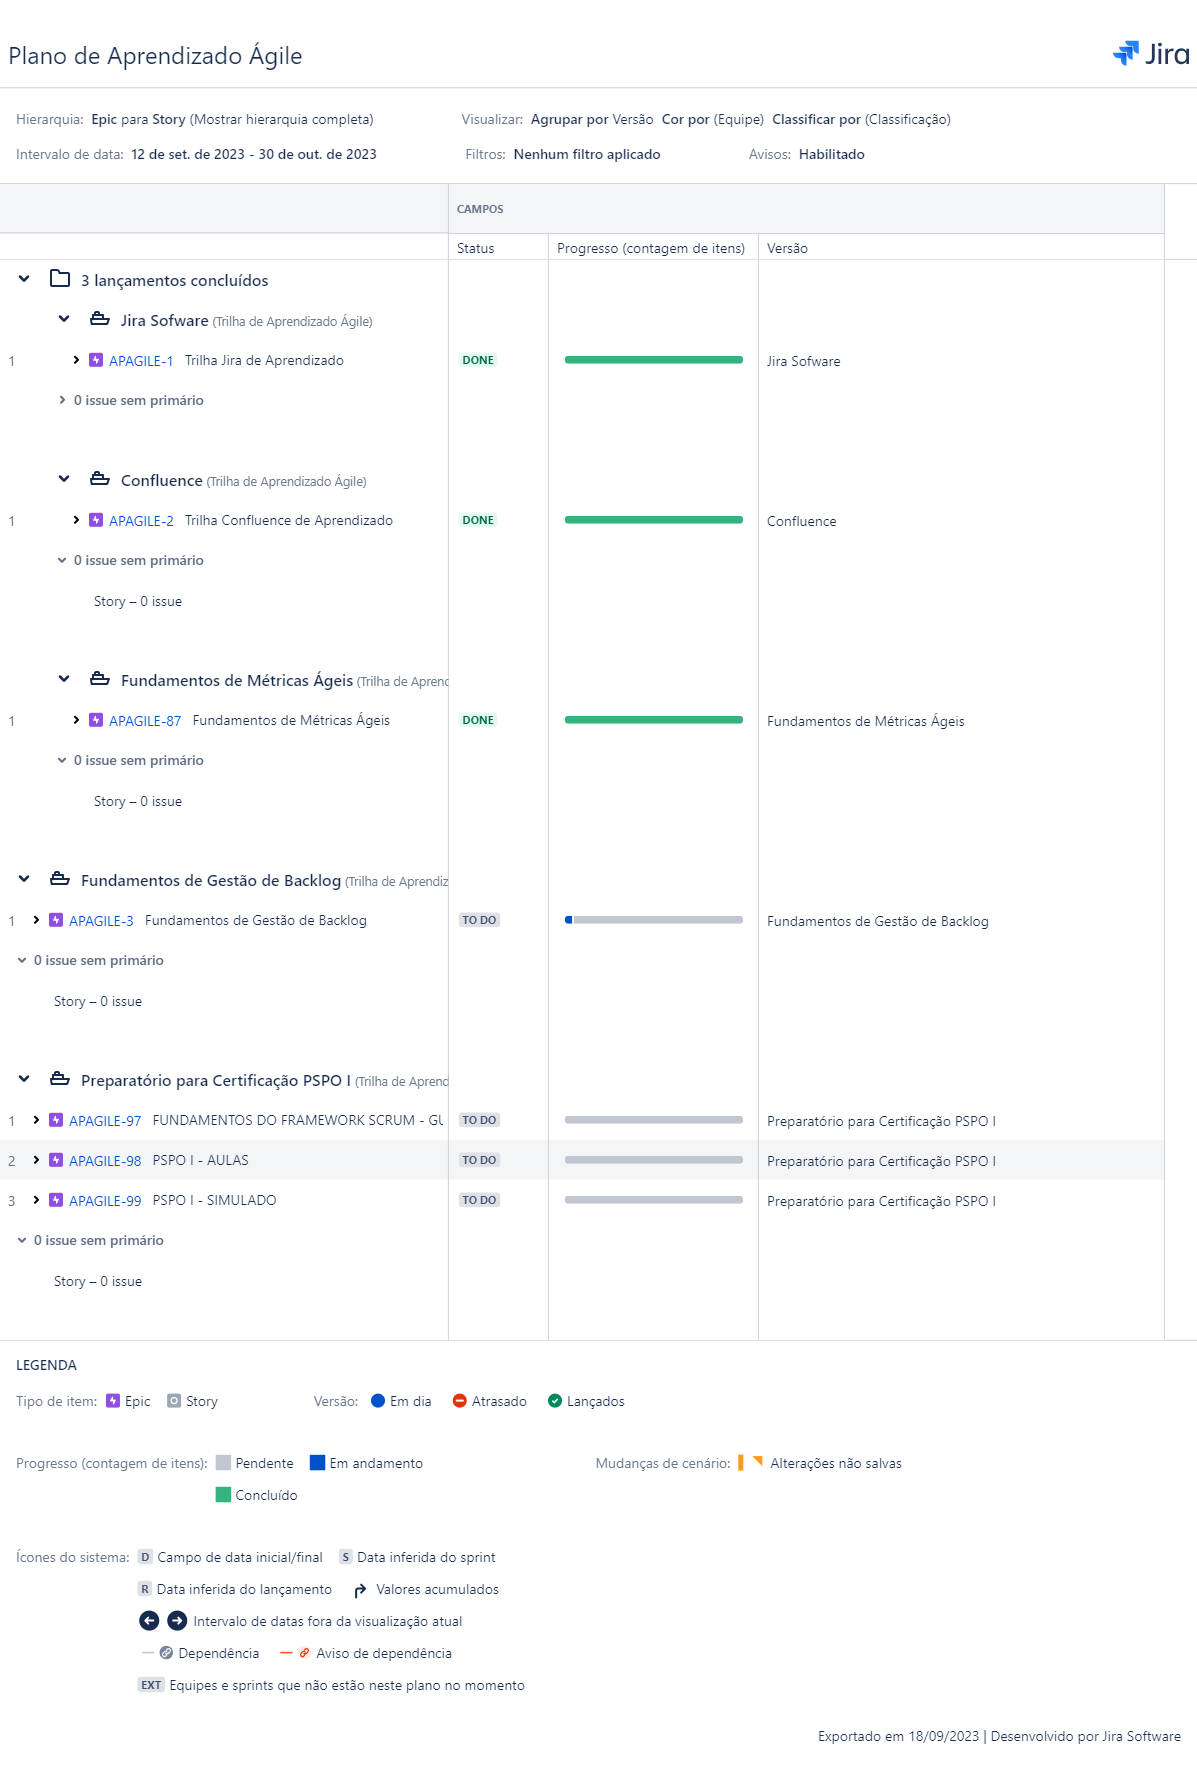 Plano de Aprendizado Ágile
Jira
Hierarquia: Epic para Story (Mostrar hierarquia completa) Visualizar: Agrupar por Versão Cor por (Equipe) Classificar por (Classificação)
Intervalo de data: 12 de set. de 2023 - 30 de out. de 2023 Filtros: Nenhum filtro aplicado Avisos: Habilitado
CAMPOS
Status Progresso (contagem de itens) Versão
3 lançamentos concluídos
Jira Sofware (Trilha de Aprendizado Ágile)
1 APAGILE-1 Trilha Jira de Aprendizado DONE Jira Sofware
0 issue sem primário
Confluence (Trilha de Aprendizado Ágile)
1 APAGILE-2 Trilha Confluence de Aprendizado DONE Confluence
0 issue sem primário
Story – 0 issue
Fundamentos de Métricas Ágeis (Trilha de Aprend
1 APAGILE-87 Fundamentos de Métricas Ágeis DONE Fundamentos de Métricas Ágeis
0 issue sem primário
Story – 0 issue
Fundamentos de Gestão de Backlog (Trilha de Aprendiz
1 APAGILE-3 Fundamentos de Gestão de Backlog TO DO Fundamentos de Gestão de Backlog
0 issue sem primário
Story – 0 issue
Preparatório para Certificação PSPO I (Trilha de Aprend
1 APAGILE-97 FUNDAMENTOS DO FRAMEWORK SCRUM - GU TO DO Preparatório para Certificação PSPO I
2 APAGILE-98 PSPO I - AULAS TO DO Preparatório para Certificação PSPO I
3 APAGILE-99 PSPO I - SIMULADO TO DO Preparatório para Certificação PSPO I
0 issue sem primário
Story – 0 issue
LEGENDA
Tipo de item: Epic Story Versão: Em dia Atrasado Lançados
Progresso (contagem de itens): Pendente Em andamento Mudanças de cenário: Alterações não salvas
Concluído
Ícones do sistema: D Campo de data inicial/final S Data inferida do sprint
R Data inferida do lançamento Valores acumulados
Intervalo de datas fora da visualização atual
Dependência Aviso de dependência
EXT Equipes e sprints que não estão neste plano no momento
Exportado em 18/09/2023 | Desenvolvido por Jira Software